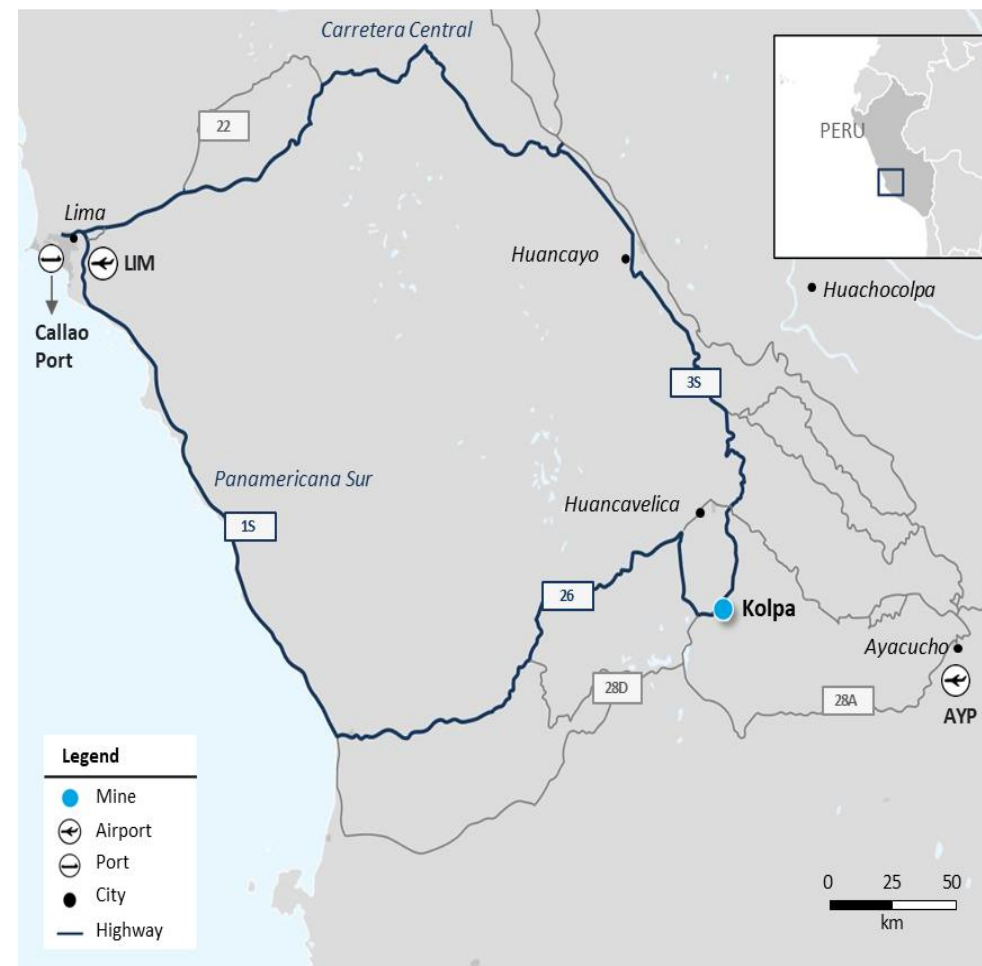 Carretera Central
22
PERU
Lima
LIM
Callao
Port
Huancayo
Huachocolpa
3S
Panamericana Sur
1S
Huancavelica
26
Kolpa
Ayacucho
28D
28A
AYP
Legend
Mine
Airport
Port
City
Highway
0 25 50
km